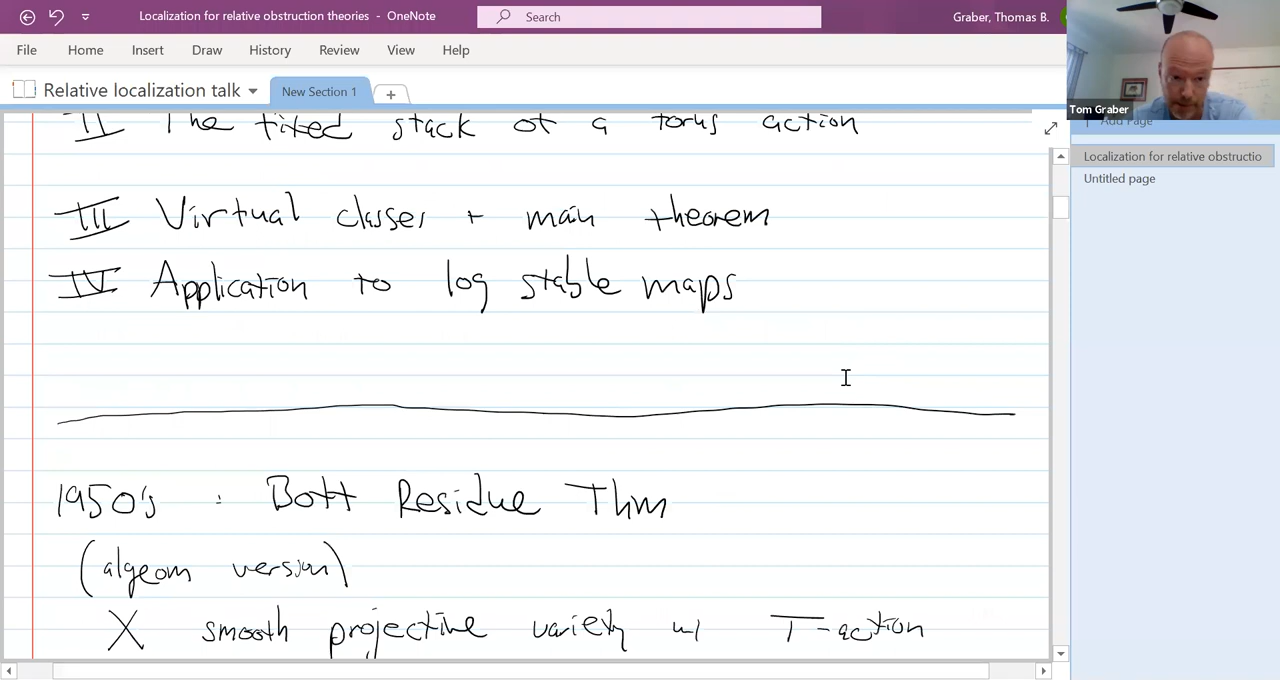 Localization for relative obstruction theories - OneNote
Search
Graber, Thomas B.
File Home Insert Draw History Review View Help
Relative localization talk
New Section 1
Tom Graber
Add Page
Localization for relative obstructio
Untitled page
II The fixed stack of a torus action
III Virtual classes + main theorem
IV Application to log stable maps
1950's : Bott Residue Thm
(algeom version)
X smooth projective variety w/ T-action